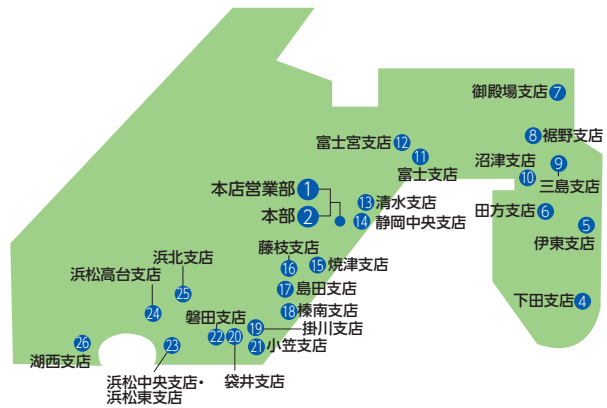 御殿場支店 7
8 裾野支店
富士宮支店 12
11
富士支店
沼津支店
10
9
三島支店
本店営業部 1
本部 2
13 清水支店
14 静岡中央支店
田方支店 6
5
伊東支店
藤枝支店
16
15 焼津支店
浜北支店
25
浜松高台支店
24
17 島田支店
下田支店 4
18 榛南支店
磐田支店
22
20
19
掛川支店
21 小笠支店
26
湖西支店
23
浜松中央支店・
浜松東支店
袋井支店